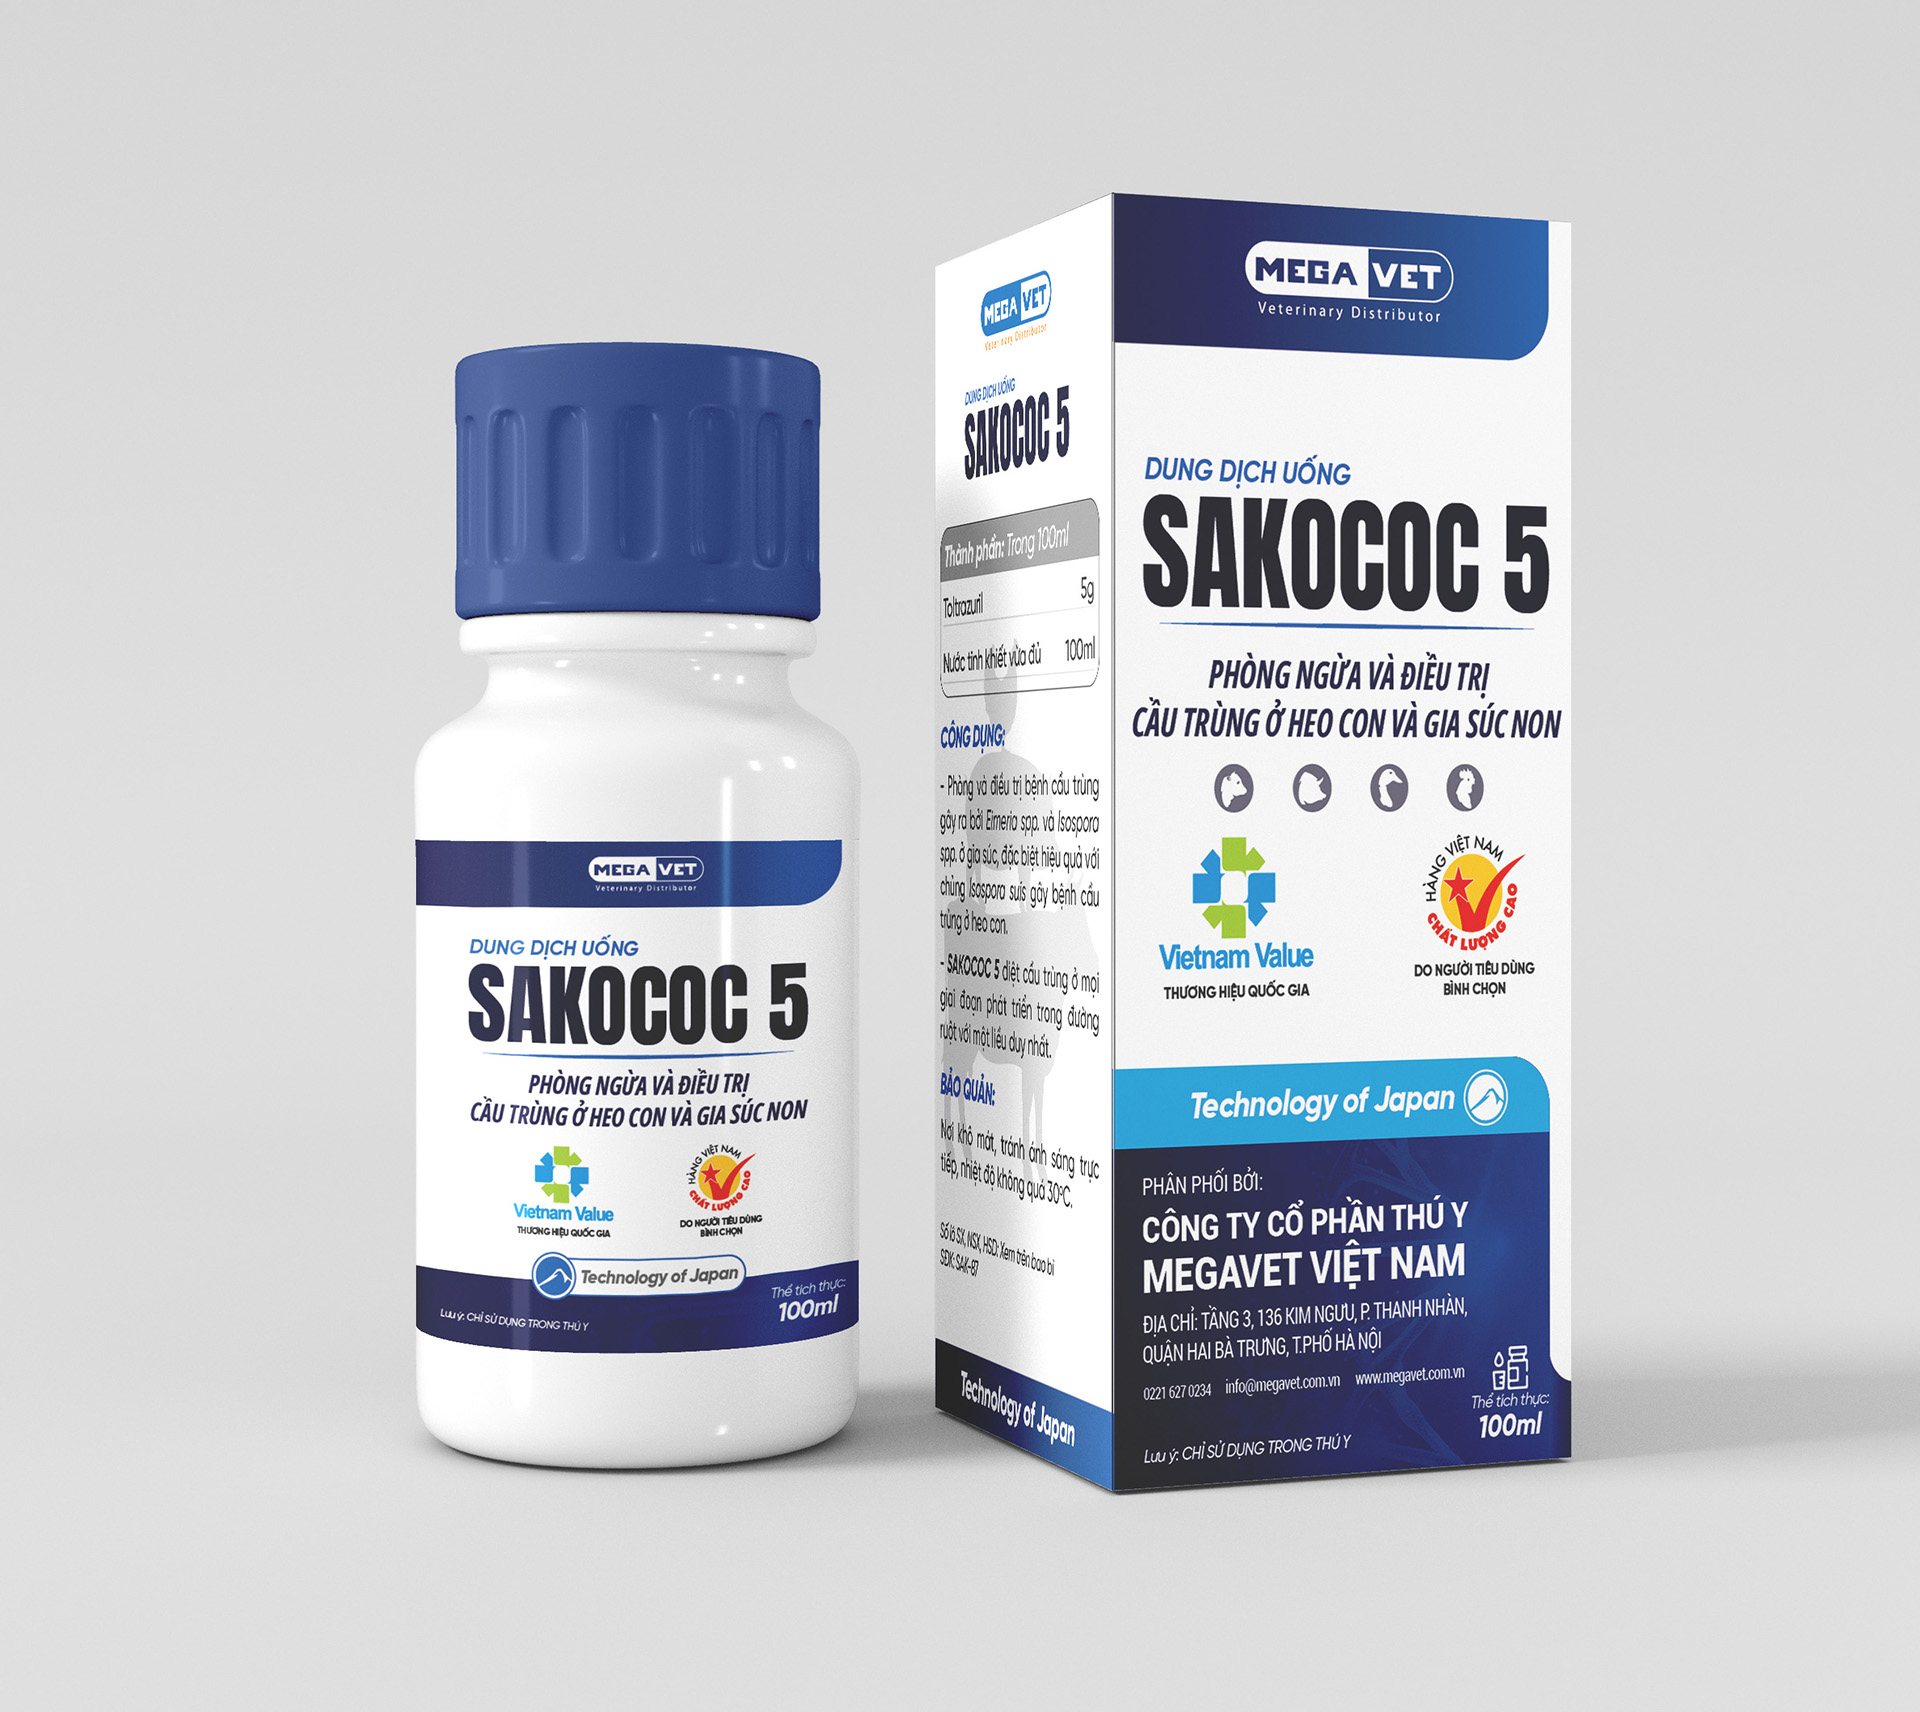 MEGA VET
Veterinary Distributor
DUNG DỊCH UỐNG
SAKOCOC 5
PHÒNG NGỪA VÀ ĐIỀU TRỊ
CẦU TRÙNG Ở HEO CON VÀ GIA SÚC NON
HÀNG VIỆT NAM
CHẤT LƯỢNG CAO
Vietnam Value
THƯƠNG HIỆU QUỐC GIA
DO NGƯỜI TIÊU DÙNG
BÌNH CHỌN
Technology of Japan
Thể tích thực:
100ml
Lưu ý: CHỈ SỬ DỤNG TRONG THÚ Y
MEGA VET
Veterinary Distributor
DUNG DỊCH UỐNG
SAKOCOC 5
Thành phần: Trong 100ml
Toltrazuril 5g
Nước tinh khiết vừa đủ 100ml
CÔNG DỤNG:
- Phòng và điều trị bệnh cầu trùng
gây ra bởi Eimeria spp. và Isospora
spp. ở gia súc, đặc biệt hiệu quả với
chủng Isospora suis gây bệnh cầu
trùng ở heo con.
- SAKOCOC 5 diệt cầu trùng ở mọi
giai đoạn phát triển trong đường
ruột với một liều duy nhất.
BẢO QUẢN:
Nơi khô mát, tránh ánh sáng trực
tiếp, nhiệt độ không quá 30°C.
Số lô SX, NSX, HSD: Xem trên bao bì
SĐK: SAK-87
Technology of Japan
MEGA VET
Veterinary Distributor
DUNG DỊCH UỐNG
SAKOCOC 5
PHÒNG NGỪA VÀ ĐIỀU TRỊ
CẦU TRÙNG Ở HEO CON VÀ GIA SÚC NON
HÀNG VIỆT NAM
CHẤT LƯỢNG CAO
Vietnam Value
THƯƠNG HIỆU QUỐC GIA
DO NGƯỜI TIÊU DÙNG
BÌNH CHỌN
Technology of Japan
PHÂN PHỐI BỞI:
CÔNG TY CỔ PHẦN THÚ Y
MEGAVET VIỆT NAM
ĐỊA CHỈ: TẦNG 3, 136 KIM NGƯU, P. THANH NHÀN,
QUẬN HAI BÀ TRƯNG, T.PHỐ HÀ NỘI
0221 627 0234 info@megavet.com.vn www.megavet.com.vn
Thể tích thực:
100ml
Lưu ý: CHỈ SỬ DỤNG TRONG THÚ Y